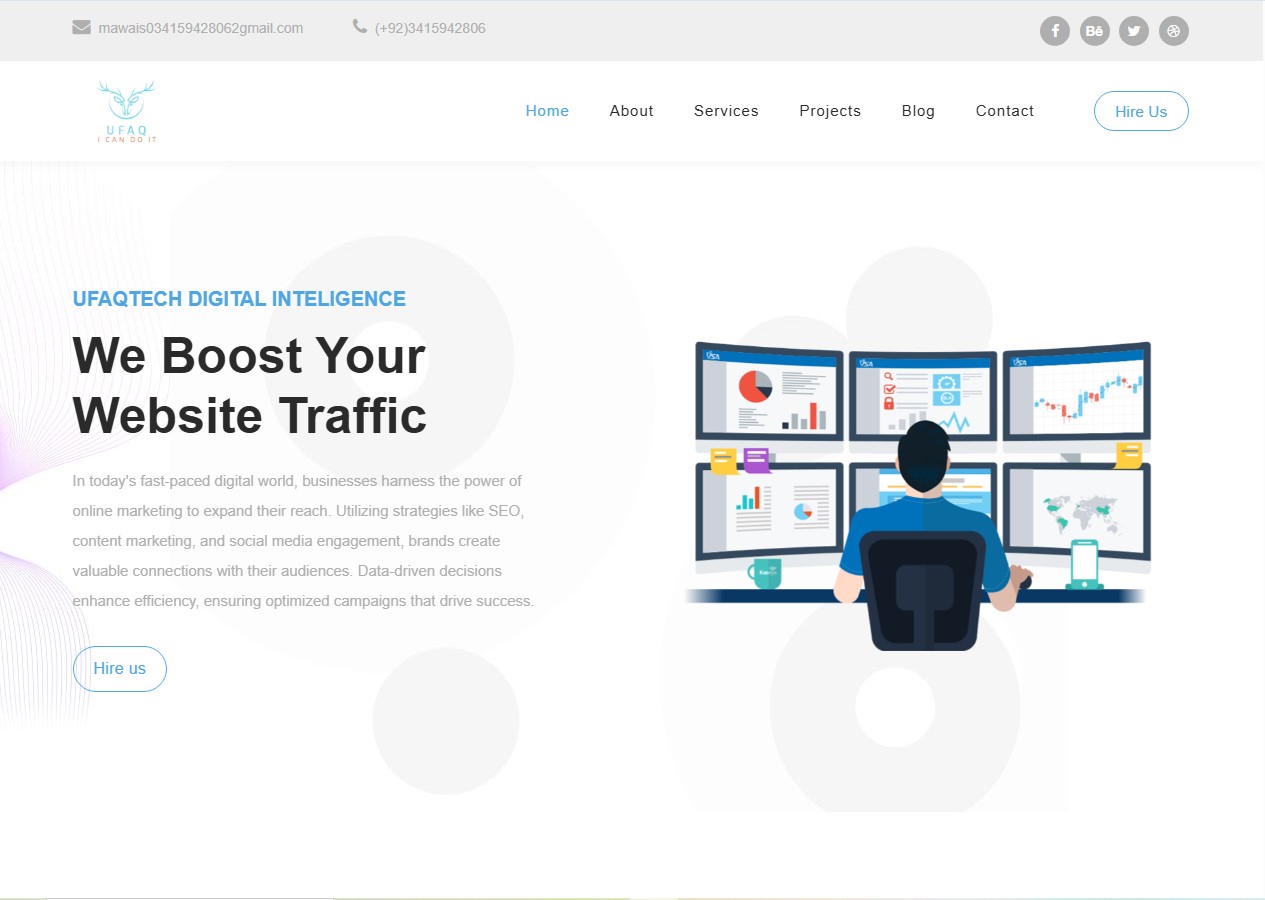 mawais034159428062gmail.com
(+92)3415942806
UFAQ
I CAN DO IT
Home
About
Services
Projects
Blog
Contact
Hire Us
UFAQTECH DIGITAL INTELIGENCE
We Boost Your
Website Traffic
In today's fast-paced digital world, businesses harness the power of
online marketing to expand their reach. Utilizing strategies like SEO,
content marketing, and social media engagement, brands create
valuable connections with their audiences. Data-driven decisions
enhance efficiency, ensuring optimized campaigns that drive success.
Hire us